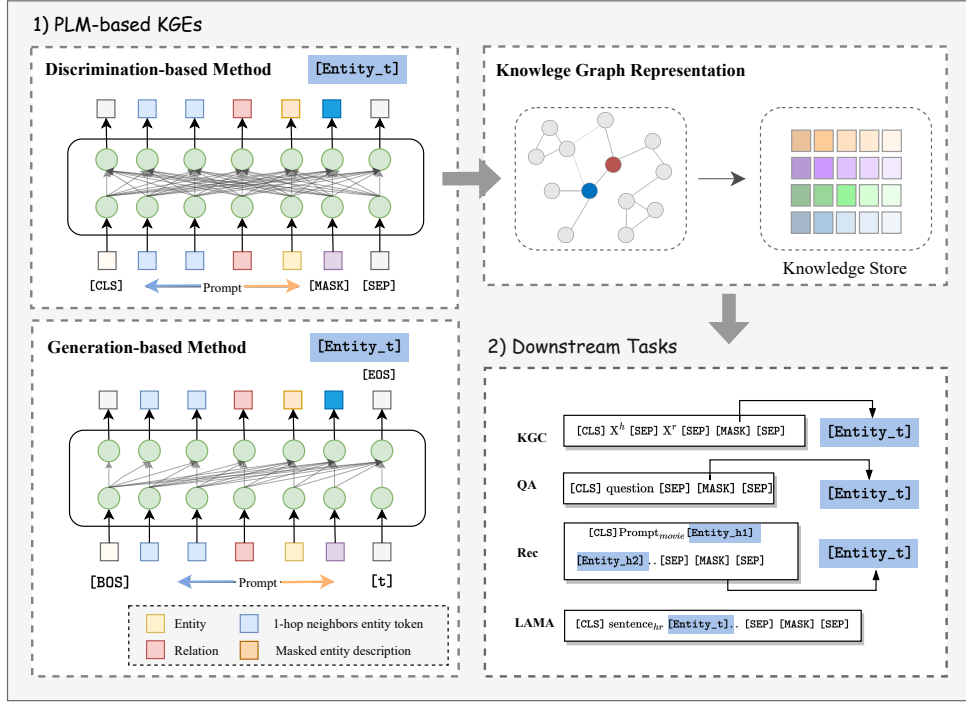 1) PLM-based KGEs
Discrimination-based Method
[Entity_t]
[CLS]
Prompt
[MASK]
[SEP]
Generation-based Method
[Entity_t]
[EOS]
[BOS]
Prompt
[t]
Entity
1-hop neighbors entity token
Relation
Masked entity description
Knowlege Graph Representation
Knowledge Store
2) Downstream Tasks
KGC
[CLS] X^h [SEP] X^r [SEP] [MASK] [SEP]
[Entity_t]
QA
[CLS] question [SEP] [MASK] [SEP]
[Entity_t]
Rec
[CLS]Prompt_movie[Entity_h1]
[Entity_h2].. [SEP] [MASK] [SEP]
[Entity_t]
LAMA
[CLS] sentence_hr [Entity_t].. [SEP] [MASK] [SEP]